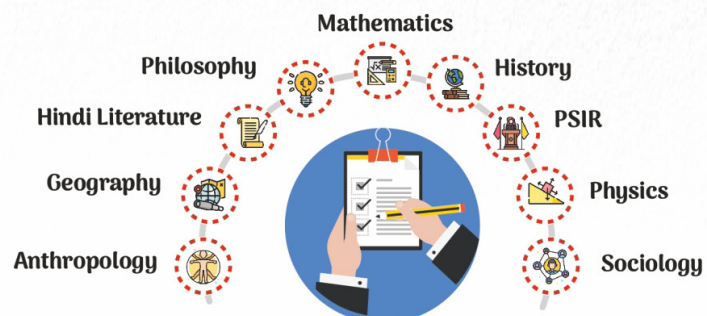 Mathematics
Philosophy
History
Hindi Literature
PSIR
Geography
Physics
Anthropology
Sociology